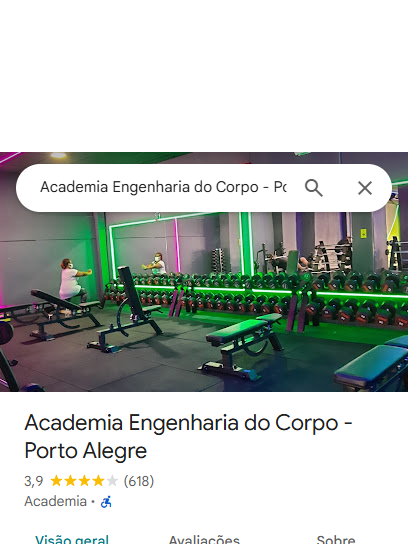 Academia Engenharia do Corpo - Po
Academia Engenharia do Corpo -
Porto Alegre
3,9 (618)
Academia ·
Visão geral Avaliações Sobre